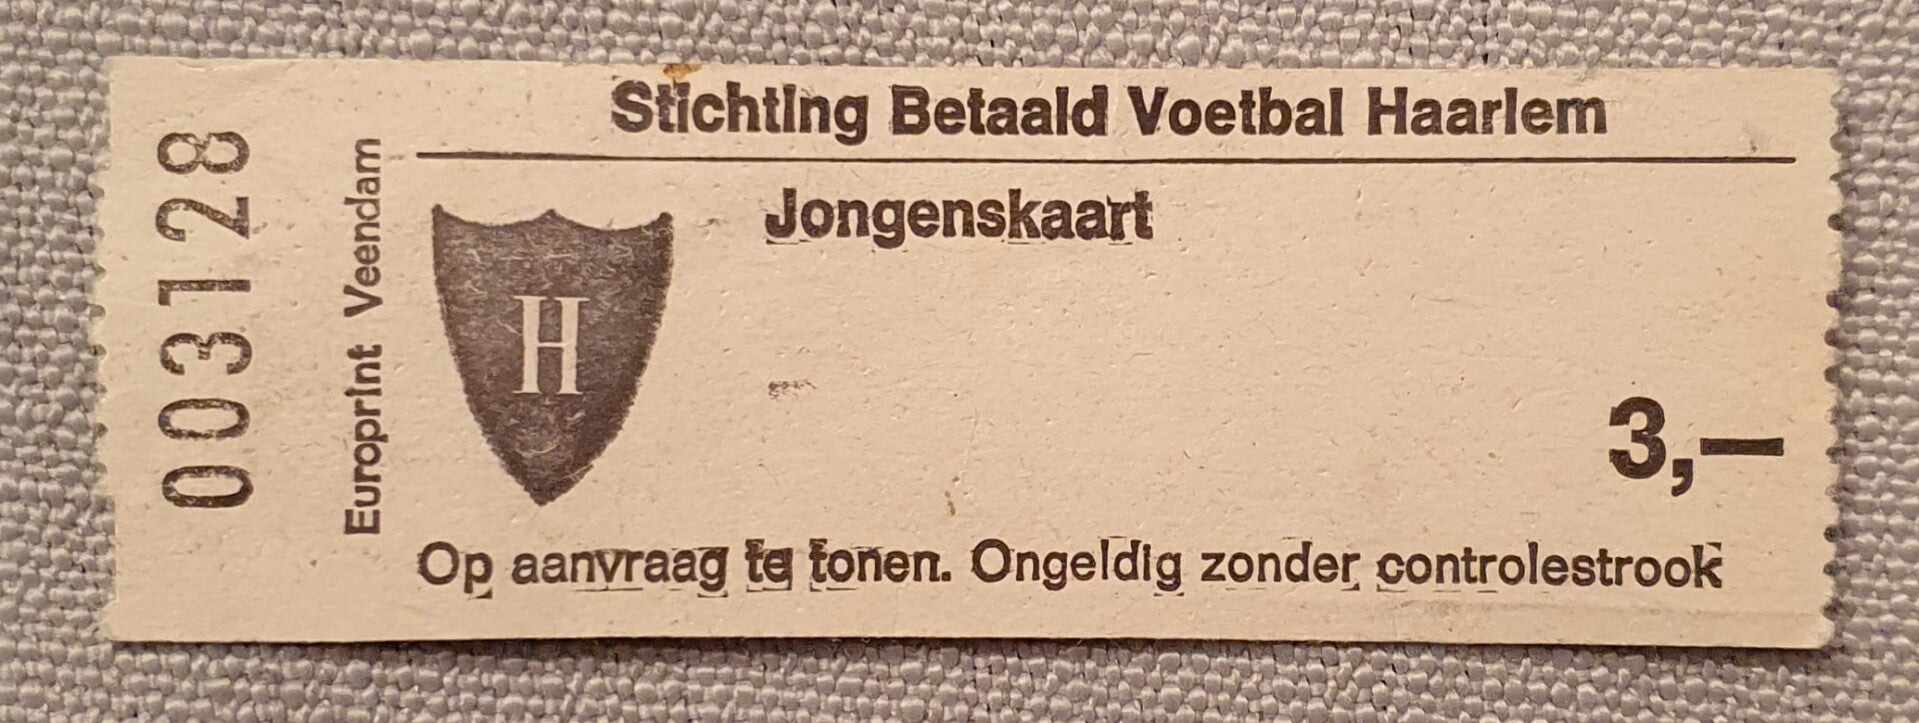 003128
Europrint Veendam
Stichting Betaald Voetbal Haarlem
Jongenskaart
H
3,—
Op aanvraag te tonen. Ongeldig zonder controlestrook